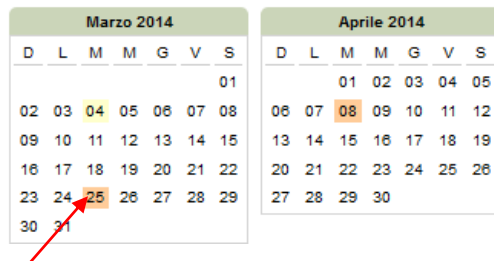 Marzo 2014
D L M M G V S
01
02 03 04 05 06 07 08
09 10 11 12 13 14 15
16 17 18 19 20 21 22
23 24 25 26 27 28 29
30 31
Aprile 2014
D L M M G V S
01 02 03 04 05
06 07 08 09 10 11 12
13 14 15 16 17 18 19
20 21 22 23 24 25 26
27 28 29 30